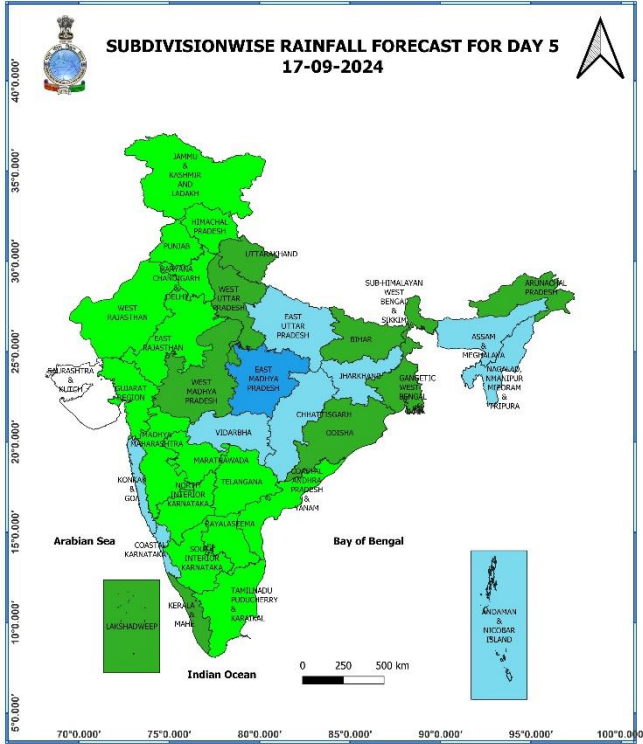 SUBDIVISIONWISE RAINFALL FORECAST FOR DAY 5
17-09-2024
40°0.000'
35°0.000'
30°0.000'
25°0.000'
20°0.000'
15°0.000'
10°0.000'
5°0.000'
JAMMU
&
KASHMIR
AND
LADAKH
HIMACHAL
PRADESH
PUNJAB
UTTARAKHAND
HARYANA
CHANDIGARH
&
DELHI
WEST
UTTAR
PRADESH
SUB-HIMALAYAN
WEST
BENGAL
&
SIKKIM
ARUNACHAL
PRADESH
WEST
RAJASTHAN
EAST
UTTAR
PRADESH
EAST
RAJASTHAN
BIHAR
ASSAM
&
MEGHALAYA
SAURASHTRA
&
KUTCH
GUJARAT
REGION
WEST
MADHYA
PRADESH
EAST
MADHYA
PRADESH
JHARKHAND
GANGETIC
WEST
BENGAL
NAGALAD,
NMANIPUR
MIZORAM
&
TRIPURA
CHHATTISGARH
ODISHA
VIDARBHA
MADHYA
MAHARASHTRA
MARATHAWADA
KONKAN
&
GOA
TELANGANA
COASTAL
ANDHRA
PRADESH
&
YANAM
NORTH
INTERIOR
KARNATAKA
RAYALASEEMA
Arabian Sea
Bay of Bengal
COASTAL
KARNATAKA
SOUTH
INTERIOR
KARNATAKA
TAMILNADU
PUDUCHERRY
&
KARAIKAL
KERALA
&
MAHE
LAKSHADWEEP
ANDAMAN
&
NICOBAR
ISLAND
Indian Ocean
0 250 500 km
70°0.000' 75°0.000' 80°0.000' 85°0.000' 90°0.000' 95°0.000' 100°0.000'